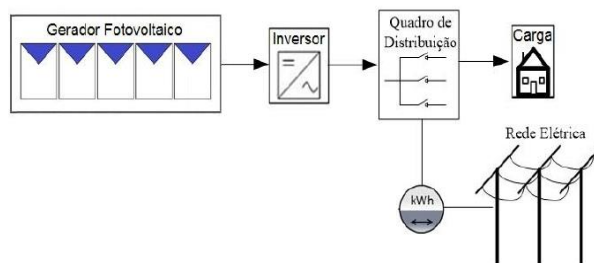 Gerador Fotovoltaico
Inversor
Quadro de
Distribuição
Carga
Rede Elétrica
kWh